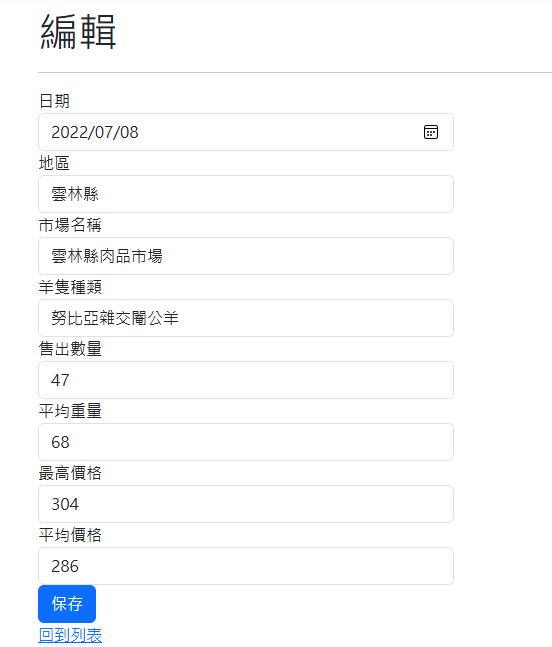 編輯
日期
2022/07/08
地區
雲林縣
市場名稱
雲林縣肉品市場
羊隻種類
努比亞雜交閹公羊
售出數量
47
平均重量
68
最高價格
304
平均價格
286
保存
回到列表